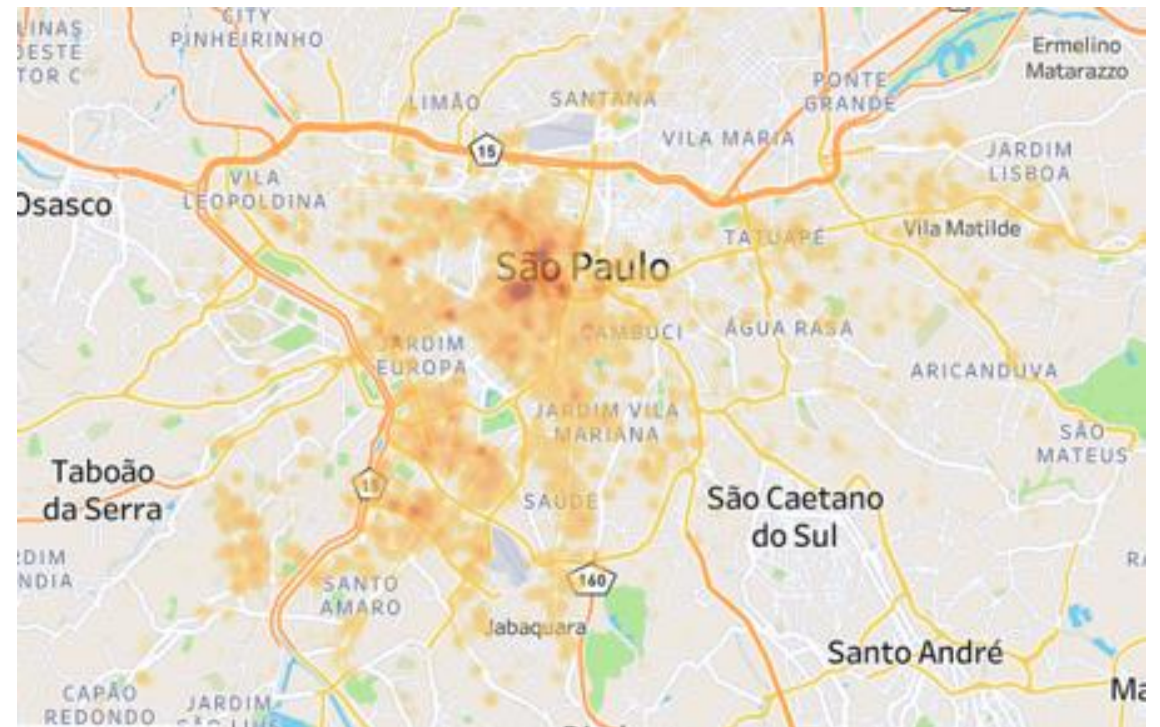 CITY
PINHEIRINHO
TOR C
Ermelino
Matarazzo
LIMÃO
SANTANA
PONTE
GRANDE
VILA MARIA
15
JARDIM
LISBOA
VILA
LEOPOLDINA
Osasco
TATUAPÉ
Vila Matilde
São Paulo
CAMBUCI
ÁGUA RASA
JARDIM
EUROPA
ARICANDUVA
JARDIM VILA
MARIANA
SÃO
MATEUS
Taboão
da Serra
SAÚDE
São Caetano
do Sul
SANTO
AMARO
160
Jabaquara
Santo André
CAPÃO
REDONDO
JARDIM